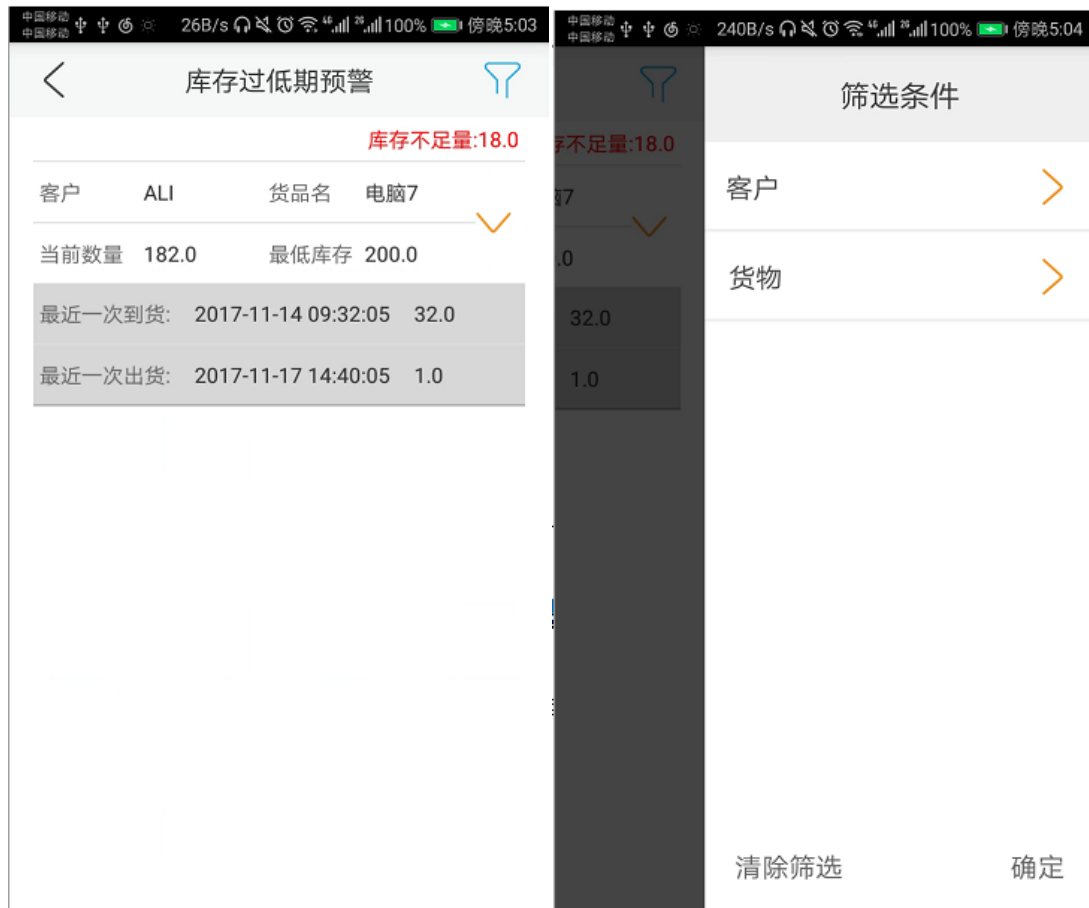 中国移动
中国移动
26B/s 4G 2G 100% 傍晚5:03
库存过低期预警
库存不足量:18.0
客户 ALI 货品名 电脑7
当前数量 182.0 最低库存 200.0
最近一次到货: 2017-11-14 09:32:05 32.0
最近一次出货: 2017-11-17 14:40:05 1.0
中国移动
中国移动
240B/s 4G 2G 100% 傍晚5:04
存不足量:18.0
7
.0
32.0
1.0
筛选条件
客户
货物
清除筛选 确定